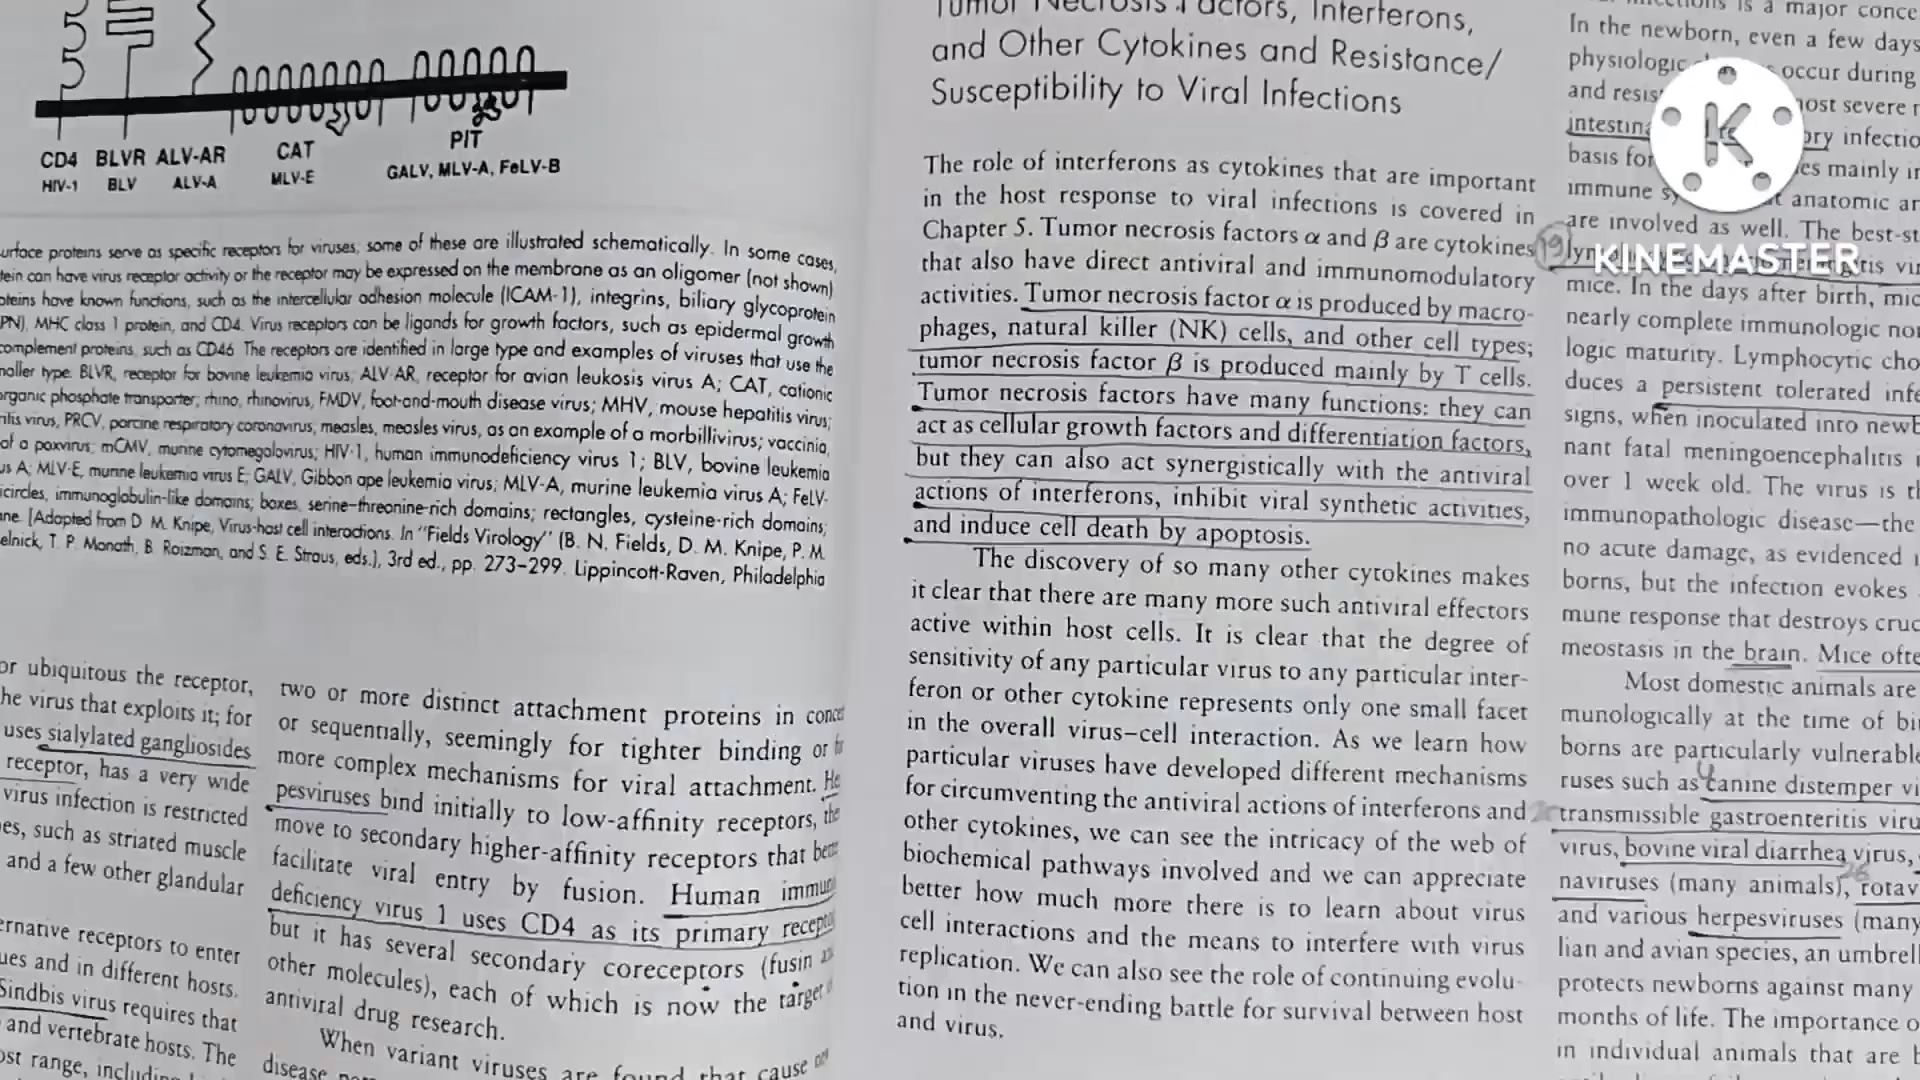 CD4 BLVR ALV-AR CAT PIT
HIV-1 BLV ALV-A MLV-E GALV, MLV-A, FeLV-B
surface proteins serve as specific receptors for viruses; some of these are illustrated schematically. In some cases,
can have virus receptor activity or the receptor may be expressed on the membrane as an oligomer (not shown)
have known functions, such as the intercellular adhesion molecule (ICAM-1), integrins, biliary glycoprotein
MHC class 1 protein, and CD4. Virus receptors can be ligands for growth factors, such as epidermal growth
complement proteins, such as CD46 The receptors are identified in large type and examples of viruses that use the
smaller type. BLVR, receptor for bovine leukemia virus; ALV AR, receptor for avian leukosis virus A; CAT, cationic
organic phosphate transporter; rhino, rhinovirus, FMDV, foot-and-mouth disease virus; MHV, mouse hepatitis virus;
virus, PRCV, porcine respiratory coronavirus; measles, measles virus, as an example of a morbillivirus; vaccinia,
of a poxvirus; mCMV, murine cytomegalovirus; HIV-1, human immunodeficiency virus 1; BLV, bovine leukemia
A; MLV-E, murine leukemia virus E; GALV, Gibbon ape leukemia virus; MLV-A, murine leukemia virus A; FeLV-
immunoglobulin-like domains; boxes, serine-threonine-rich domains; rectangles, cysteine-rich domains;
[Adapted from D M. Knipe, Virus-host cell interactions. In "Fields Virology" (B. N. Fields, D. M. Knipe, P. M.
T. P. Monath, B. Roizman, and S. E. Straus, eds.), 3rd ed., pp. 273–299. Lippincott-Raven, Philadelphia
or ubiquitous the receptor,
the virus that exploits it; for
uses sialylated gangliosides
receptor, has a very wide
virus infection is restricted
such as striated muscle
and a few other glandular
receptors to enter
and in different hosts.
Sindbis virus requires that
and vertebrate hosts. The
range, including
two or more distinct attachment proteins in
or sequentially, seemingly for tighter binding or
more complex mechanisms for viral attachment. He
pesviruses bind initially to low-affinity receptors,
move to secondary higher-affinity receptors that
facilitate viral entry by fusion. Human immuno
deficiency virus 1 uses CD4 as its primary
but it has several secondary coreceptors (fusin
other molecules), each of which is now the target
antiviral drug research.
When variant viruses are found that cause
disease
Tumor Necrosis Factors, Interferons,
and Other Cytokines and Resistance/
Susceptibility to Viral Infections
The role of interferons as cytokines that are important
in the host response to viral infections is covered in
Chapter 5. Tumor necrosis factors α and β are cytokines
that also have direct antiviral and immunomodulatory
activities. Tumor necrosis factor α is produced by macro-
phages, natural killer (NK) cells, and other cell types;
tumor necrosis factor β is produced mainly by T cells.
Tumor necrosis factors have many functions: they can
act as cellular growth factors and differentiation factors,
but they can also act synergistically with the antiviral
actions of interferons, inhibit viral synthetic activities,
and induce cell death by apoptosis.
The discovery of so many other cytokines makes
it clear that there are many more such antiviral effectors
active within host cells. It is clear that the degree of
sensitivity of any particular virus to any particular inter-
feron or other cytokine represents only one small facet
in the overall virus–cell interaction. As we learn how
particular viruses have developed different mechanisms
for circumventing the antiviral actions of interferons and
other cytokines, we can see the intricacy of the web of
biochemical pathways involved and we can appreciate
better how much more there is to learn about virus
cell interactions and the means to interfere with virus
replication. We can also see the role of continuing evolu-
tion in the never-ending battle for survival between host
and virus.
is a major
In the newborn, even a few days
physiologic occur during
and most severe
infectio
basis for mainly
immune anatomic
are involved as well. The
19
KINEMASTER
mice. In the days after birth,
nearly complete immunologic
logic maturity. Lymphocytic
duces a persistent tolerated
signs, when inoculated into
nant fatal meningoencephalitis
over 1 week old. The virus is
immunopathologic disease—the
no acute damage, as evidenced
borns, but the infection evokes
mune response that destroys
meostasis in the brain. Mice
Most domestic animals are
munologically at the time of
borns are particularly vulnerable
ruses such as canine distemper
transmissible gastroenteritis
virus, bovine viral diarrhea virus,
naviruses (many animals),
and various herpesviruses (many
lian and avian species, an
protects newborns against many
months of life. The importance
in individual animals that are